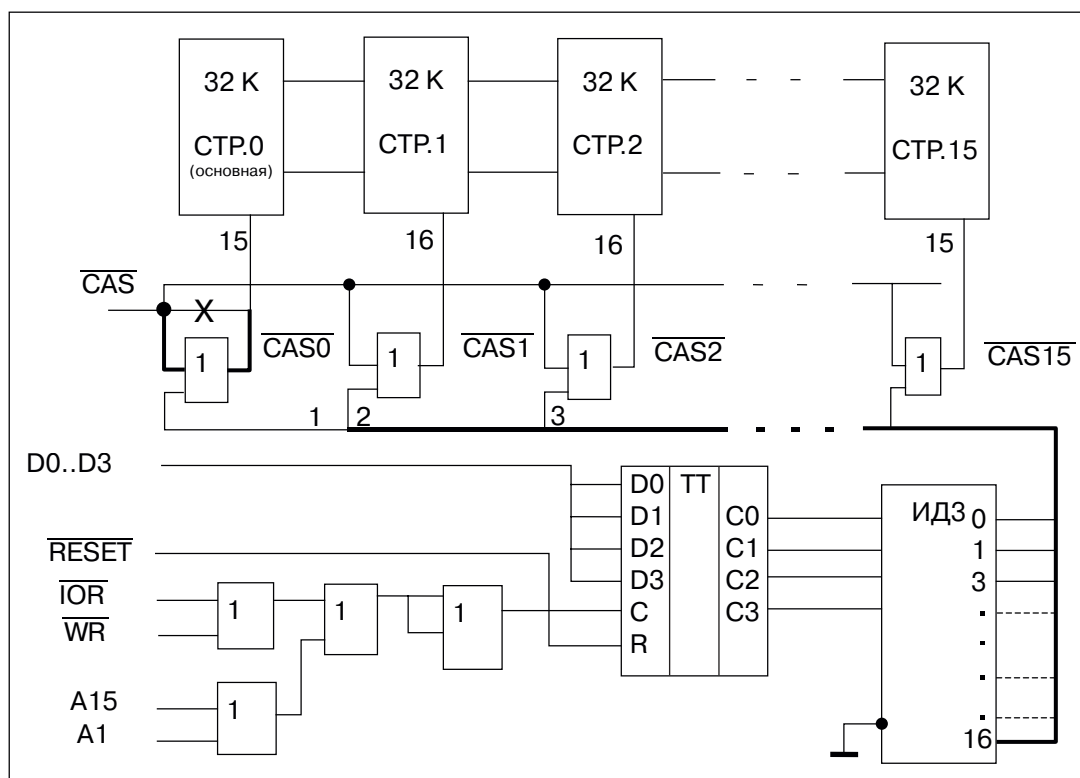 32 К
СТР.0
(основная)
32 К
СТР.1
32 К
СТР.2
32 К
СТР.15
15
16
16
15
CAS
X
1
CAS0
1
CAS1
1
CAS2
1
CAS15
1
2
3
D0..D3
RESET
IOR
WR
A15
A1
1
1
1
1
D0
D1
D2
D3
C
R
TT
C0
C1
C2
C3
ИД3
0
1
3
16